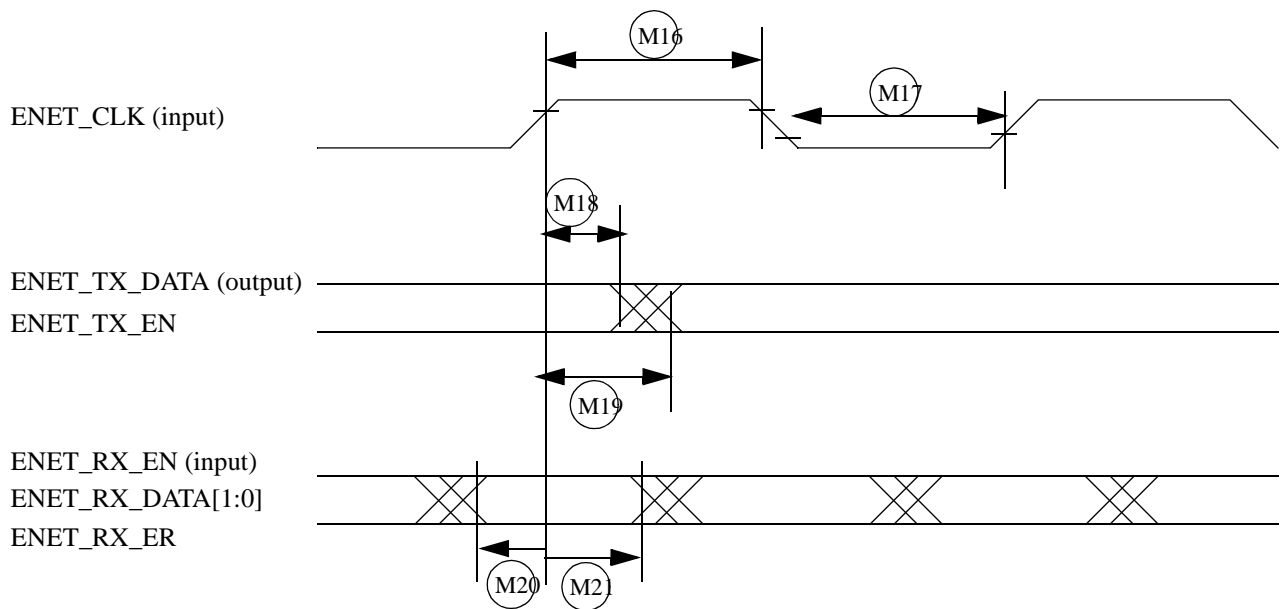 M16
ENET_CLK (input)
M17
M18
ENET_TX_DATA (output)
ENET_TX_EN
M19
ENET_RX_EN (input)
ENET_RX_DATA[1:0]
ENET_RX_ER
M20
M21